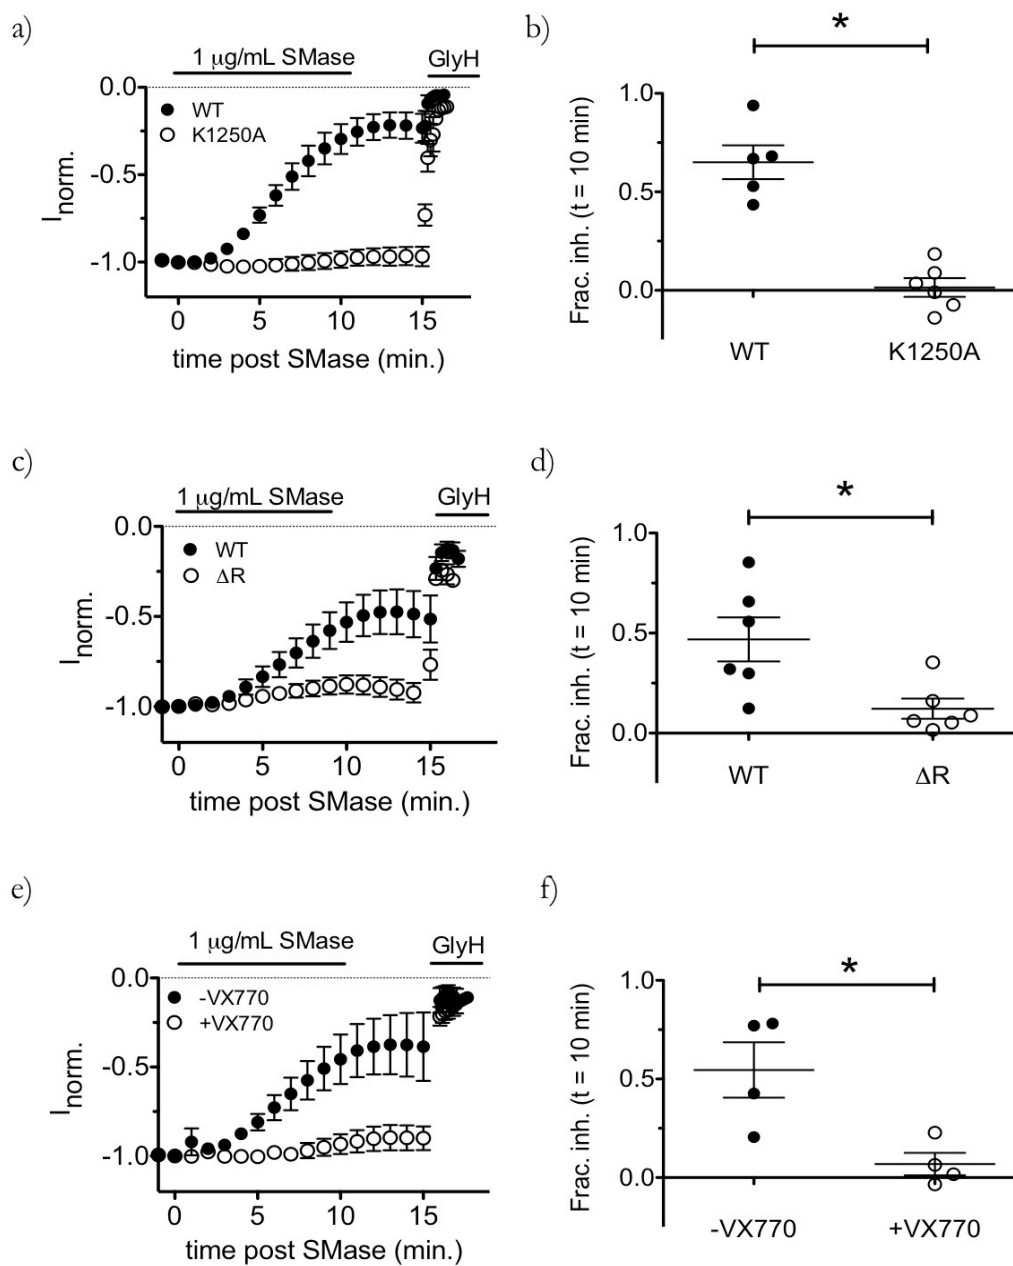 a)
1 μg/mL SMase
GlyH
0.0
WT
K1250A
-0.5
I norm.
-1.0
0 5 10 15
time post SMase (min.)
b)
*
1.0
Frac. inh. (t = 10 min)
0.5
0.0
WT K1250A
c)
1 μg/mL SMase
GlyH
0.0
WT
ΔR
-0.5
I norm.
-1.0
0 5 10 15
time post SMase (min.)
d)
*
1.0
Frac. inh. (t = 10 min)
0.5
0.0
WT ΔR
e)
1 μg/mL SMase
GlyH
0.0
-VX770
+VX770
-0.5
I norm.
-1.0
0 5 10 15
time post SMase (min.)
f)
*
1.0
Frac. inh. (t = 10 min)
0.5
0.0
-VX770 +VX770